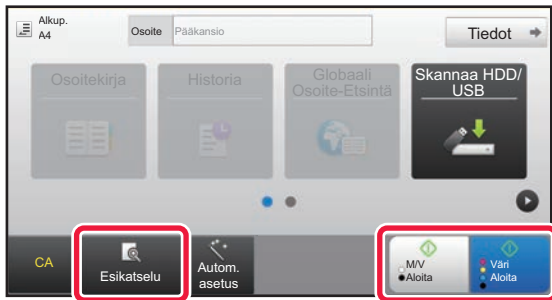 Alkup.
A4
Osoite
Pääkansio
Tiedot
Osoitekirja
Historia
Globaali
Osoite-Etsintä
Skannaa HDD/
USB
CA
Esikatselu
Autom.
asetus
M/V
Aloita
Väri
Aloita